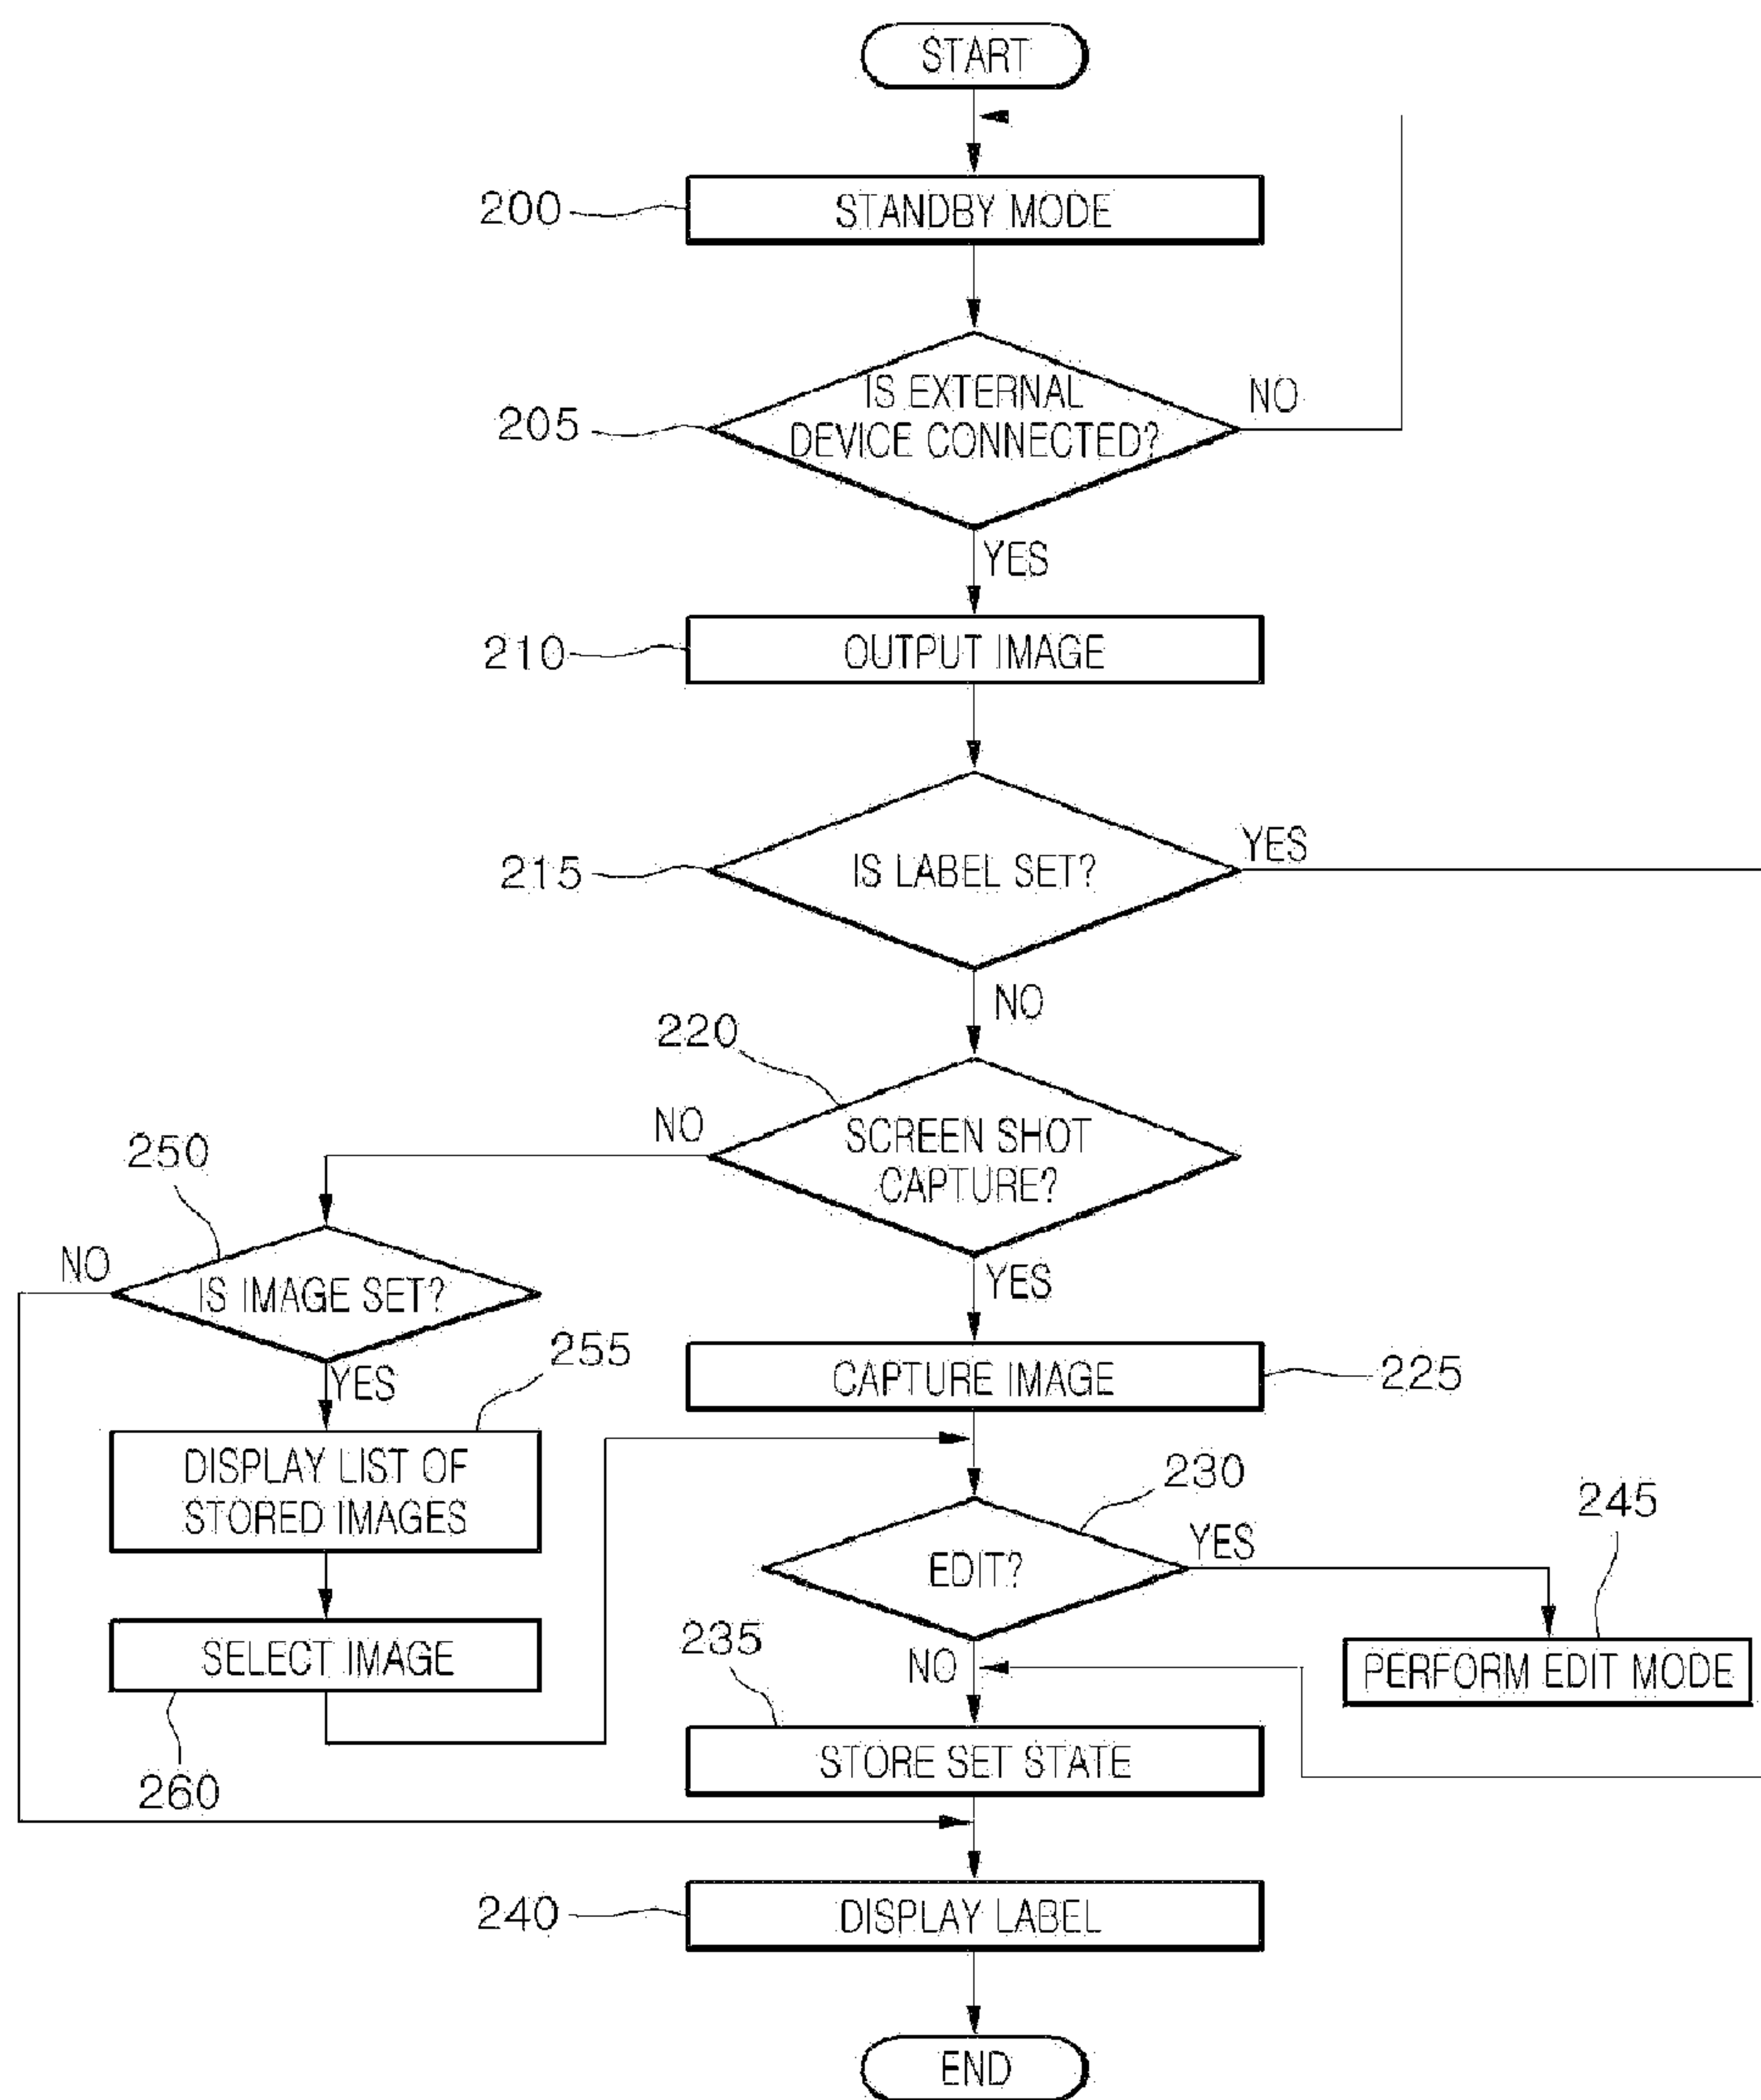 START
200
STANDBY MODE
205
IS EXTERNAL
DEVICE CONNECTED?
NO
YES
210
OUTPUT IMAGE
215
IS LABEL SET?
YES
NO
220
SCREEN SHOT
CAPTURE?
NO
YES
250
NO
IS IMAGE SET?
YES
255
DISPLAY LIST OF
STORED IMAGES
SELECT IMAGE
260
CAPTURE IMAGE
225
230
EDIT?
YES
NO
245
PERFORM EDIT MODE
235
STORE SET STATE
240
DISPLAY LABEL
END